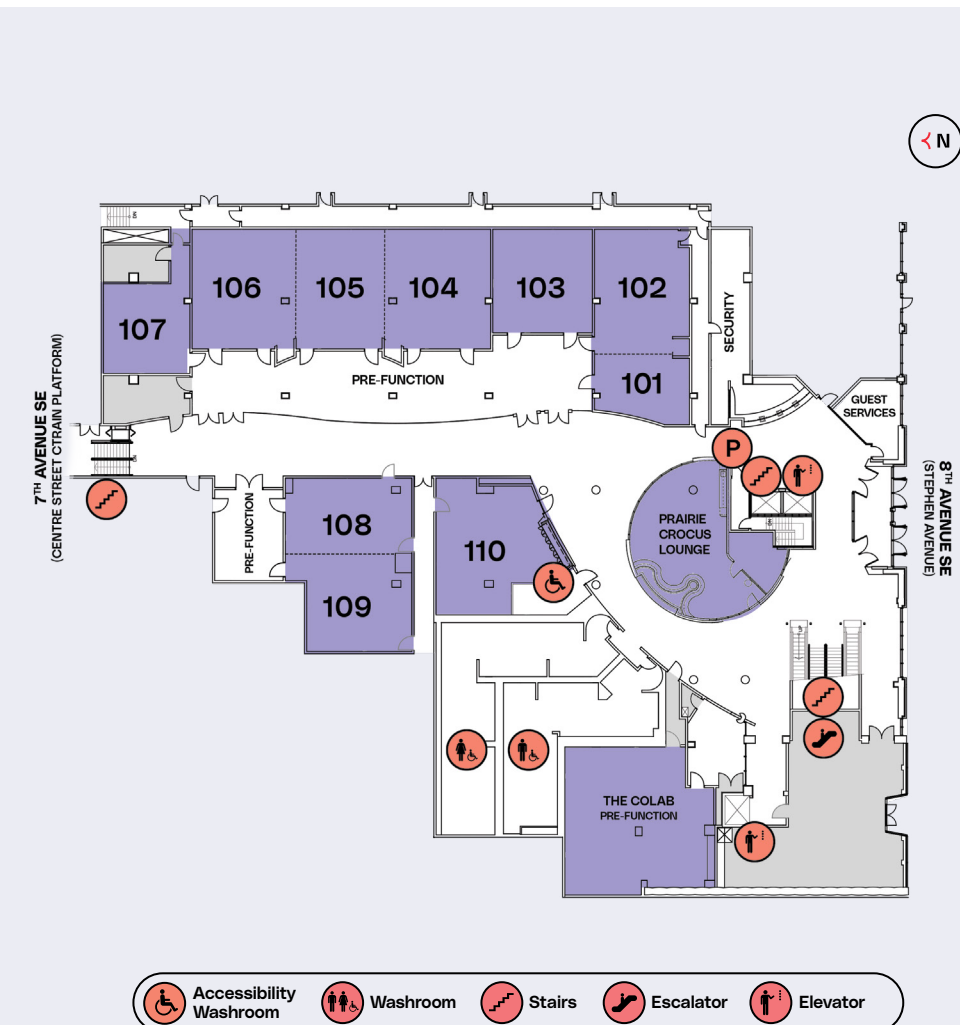 N
106
105
104
103
102
107
101
PRE-FUNCTION
SECURITY
GUEST
SERVICES
7TH AVENUE SE
(CENTRE STREET CTRAIN PLATFORM)
8TH AVENUE SE
(STEPHEN AVENUE)
P
PRE-FUNCTION
108
109
110
PRAIRIE
CROCUS
LOUNGE
THE COLAB
PRE-FUNCTION
Accessibility
Washroom
Washroom
Stairs
Escalator
Elevator